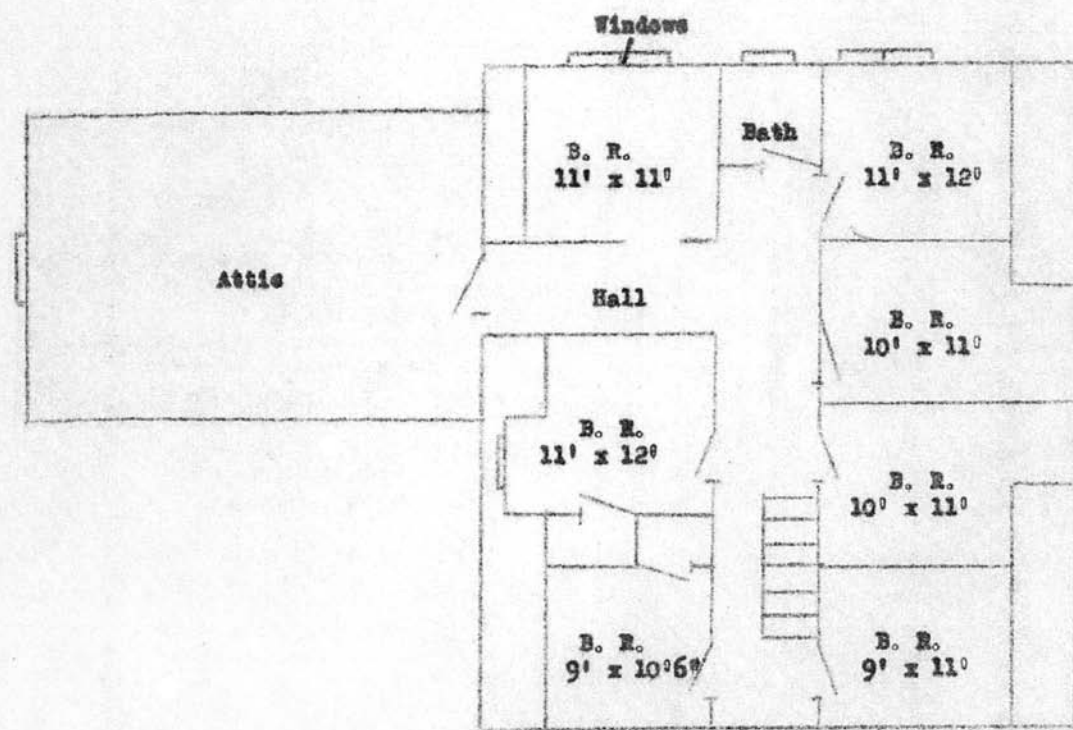 Windows
Bath
B. R.
11' x 11'
B. R.
11' x 12'
Attic
Hall
B. R.
10' x 11'
B. R.
11' x 12'
B. R.
10' x 11'
B. R.
9' x 10'6"
B. R.
9' x 11'